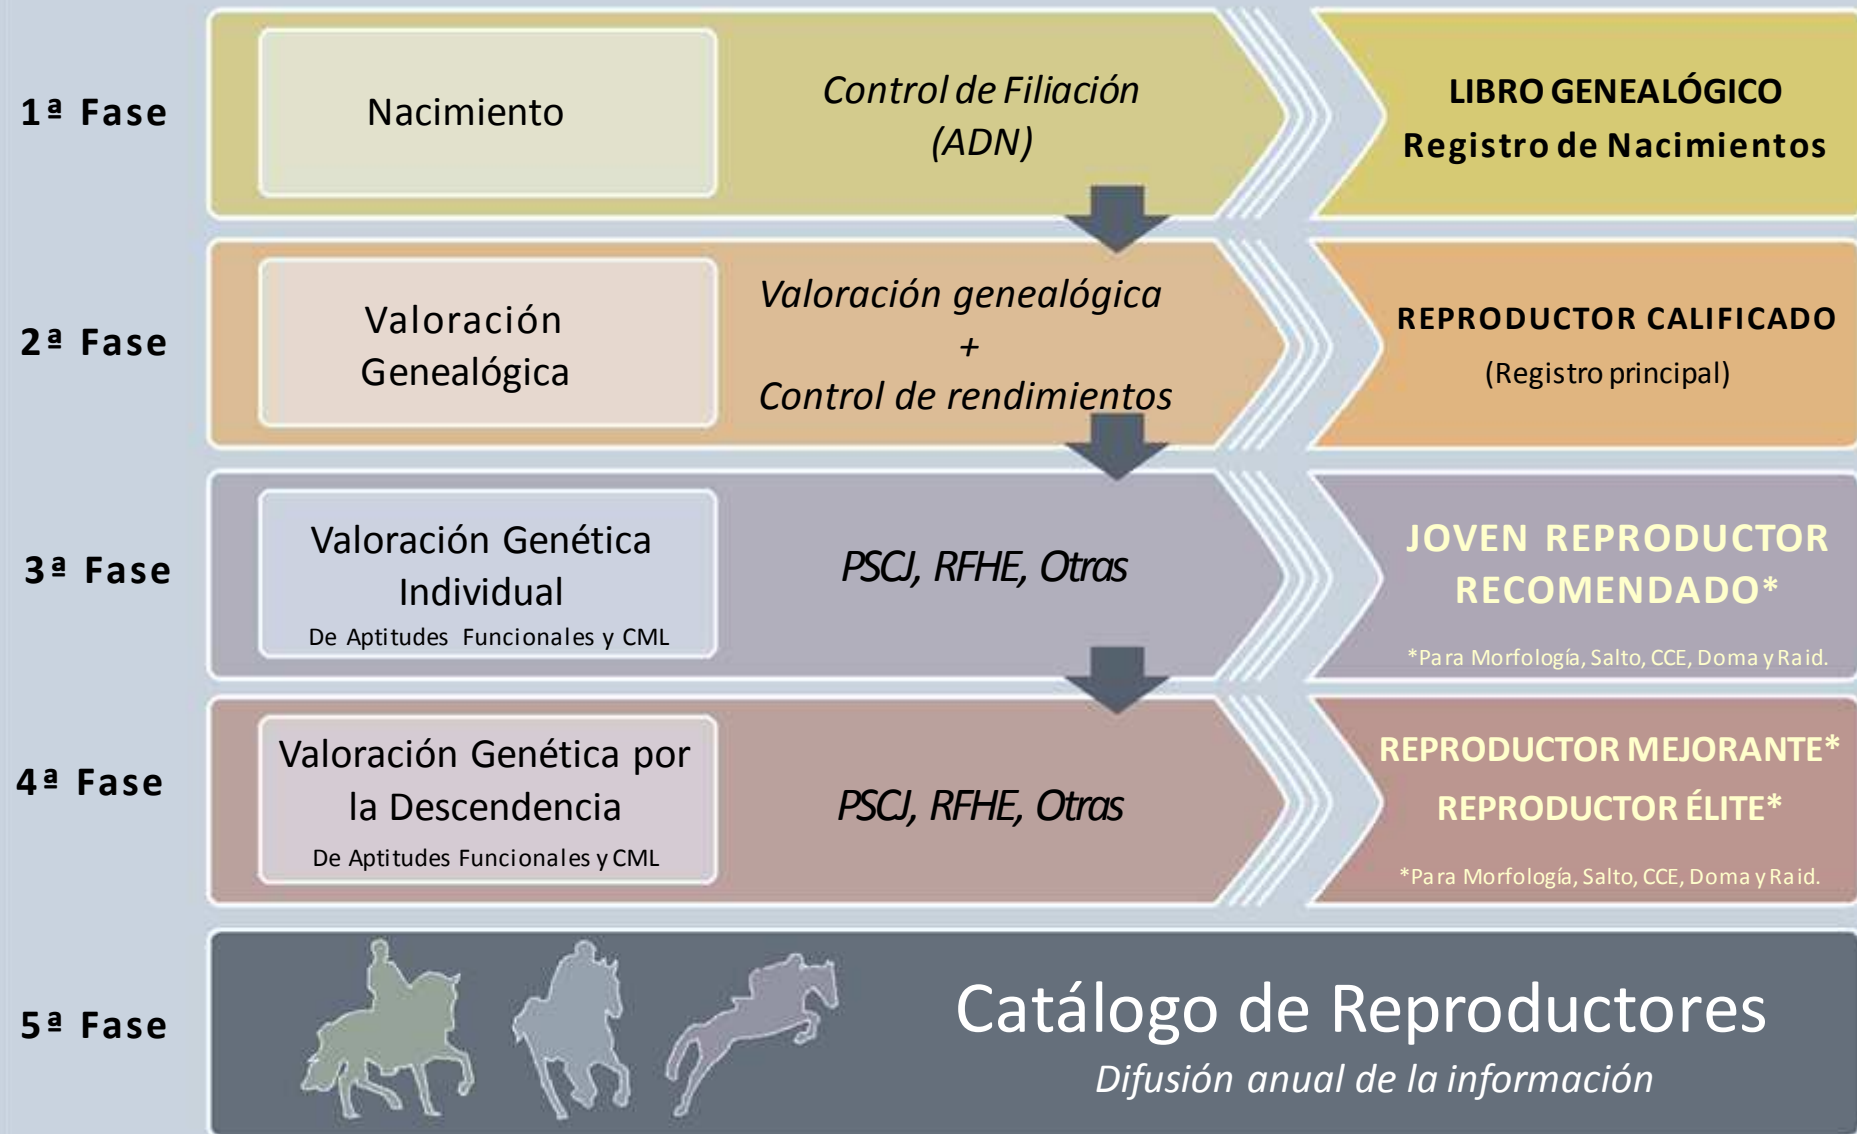 1ª Fase
Nacimiento
Control de Filiación
(ADN)
LIBRO GENEALÓGICO
Registro de Nacimientos
2ª Fase
Valoración
Genealógica
Valoración genealógica
+
Control de rendimientos
REPRODUCTOR CALIFICADO
(Registro principal)
3ª Fase
Valoración Genética
Individual
De Aptitudes Funcionales y CML
PSCJ, RFHE, Otras
JOVEN REPRODUCTOR
RECOMENDADO*
*Para Morfología, Salto, CCE, Doma y Raid.
4ª Fase
Valoración Genética por
la Descendencia
De Aptitudes Funcionales y CML
PSCJ, RFHE, Otras
REPRODUCTOR MEJORANTE*
REPRODUCTOR ÉLITE*
*Para Morfología, Salto, CCE, Doma y Raid.
5ª Fase
Catálogo de Reproductores
Difusión anual de la información